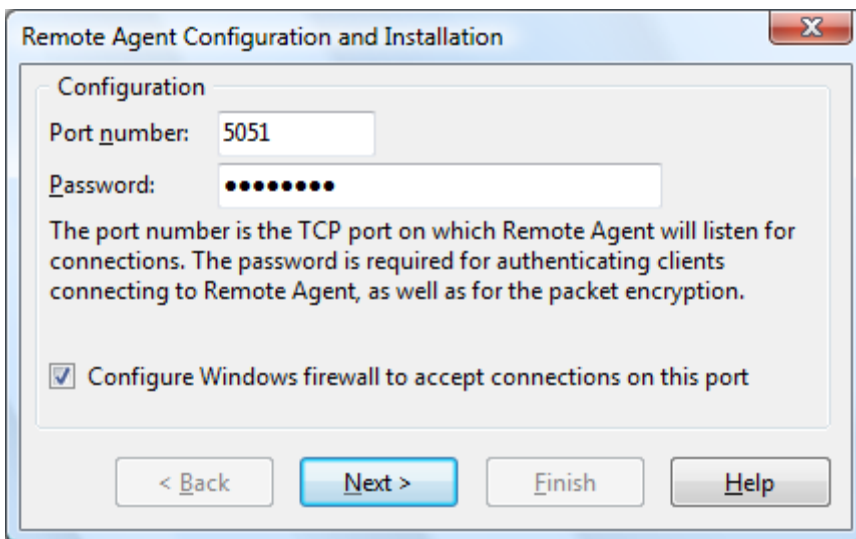 Remote Agent Configuration and Installation
Configuration
Port number: 5051
Password: ●●●●●●●●
The port number is the TCP port on which Remote Agent will listen for
connections. The password is required for authenticating clients
connecting to Remote Agent, as well as for the packet encryption.
Configure Windows firewall to accept connections on this port
< Back Next > Finish Help